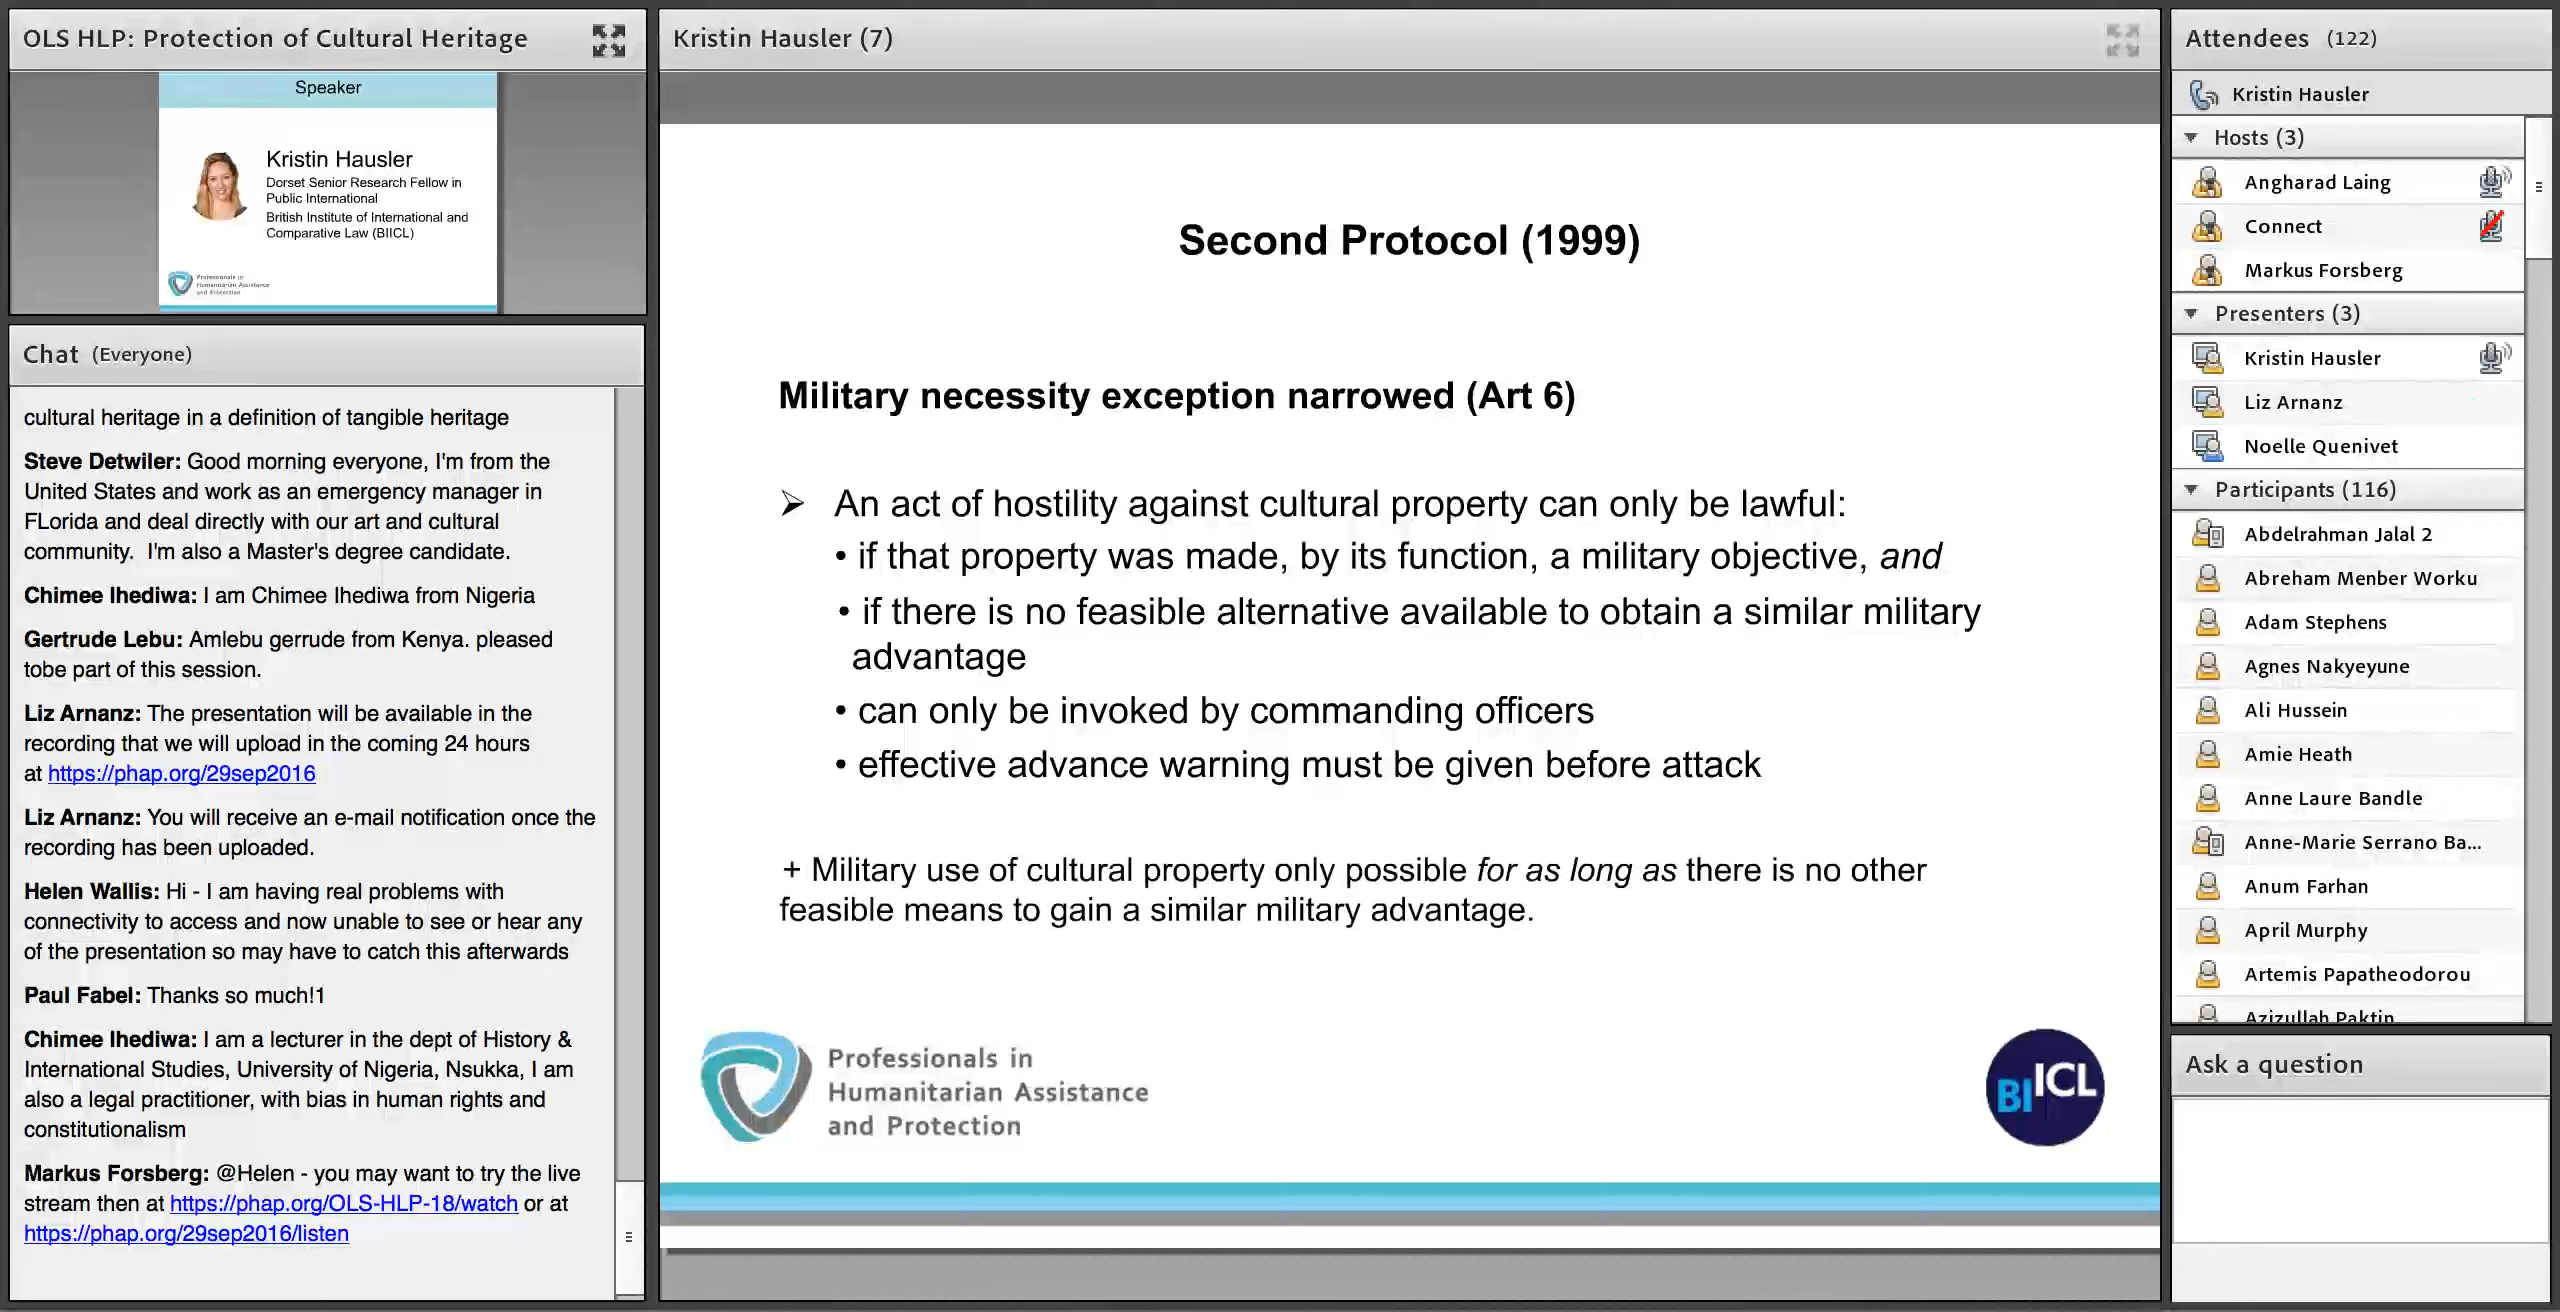 OLS HLP: Protection of Cultural Heritage
Speaker
Kristin Hausler
Dorset Senior Research Fellow in
Public International
British Institute of International and
Comparative Law (BIICL)
Professionals in
Humanitarian Assistance
and Protection
Chat (Everyone)
cultural heritage in a definition of tangible heritage
Steve Detwiler: Good morning everyone, I'm from the
United States and work as an emergency manager in
FLorida and deal directly with our art and cultural
community.  I'm also a Master's degree candidate.
Chimee Ihediwa: I am Chimee Ihediwa from Nigeria
Gertrude Lebu: Amlebu gerrude from Kenya. pleased
tobe part of this session.
Liz Arnanz: The presentation will be available in the
recording that we will upload in the coming 24 hours
at https://phap.org/29sep2016
Liz Arnanz: You will receive an e-mail notification once the
recording has been uploaded.
Helen Wallis: Hi - I am having real problems with
connectivity to access and now unable to see or hear any
of the presentation so may have to catch this afterwards
Paul Fabel: Thanks so much!1
Chimee Ihediwa: I am a lecturer in the dept of History &
International Studies, University of Nigeria, Nsukka, I am
also a legal practitioner, with bias in human rights and
constitutionalism
Markus Forsberg: @Helen - you may want to try the live
stream then at https://phap.org/OLS-HLP-18/watch or at
https://phap.org/29sep2016/listen
Kristin Hausler (7)
Second Protocol (1999)
Military necessity exception narrowed (Art 6)
➢ An act of hostility against cultural property can only be lawful:
• if that property was made, by its function, a military objective, and
• if there is no feasible alternative available to obtain a similar military
advantage
• can only be invoked by commanding officers
• effective advance warning must be given before attack
+ Military use of cultural property only possible for as long as there is no other
feasible means to gain a similar military advantage.
Professionals in
Humanitarian Assistance
and Protection
BIICL
Attendees (122)
Kristin Hausler
Hosts (3)
Angharad Laing
Connect
Markus Forsberg
Presenters (3)
Kristin Hausler
Liz Arnanz
Noelle Quenivet
Participants (116)
Abdelrahman Jalal 2
Abreham Menber Worku
Adam Stephens
Agnes Nakyeyune
Ali Hussein
Amie Heath
Anne Laure Bandle
Anne-Marie Serrano Ba...
Anum Farhan
April Murphy
Artemis Papatheodorou
Azizullah Paktin
Ask a question